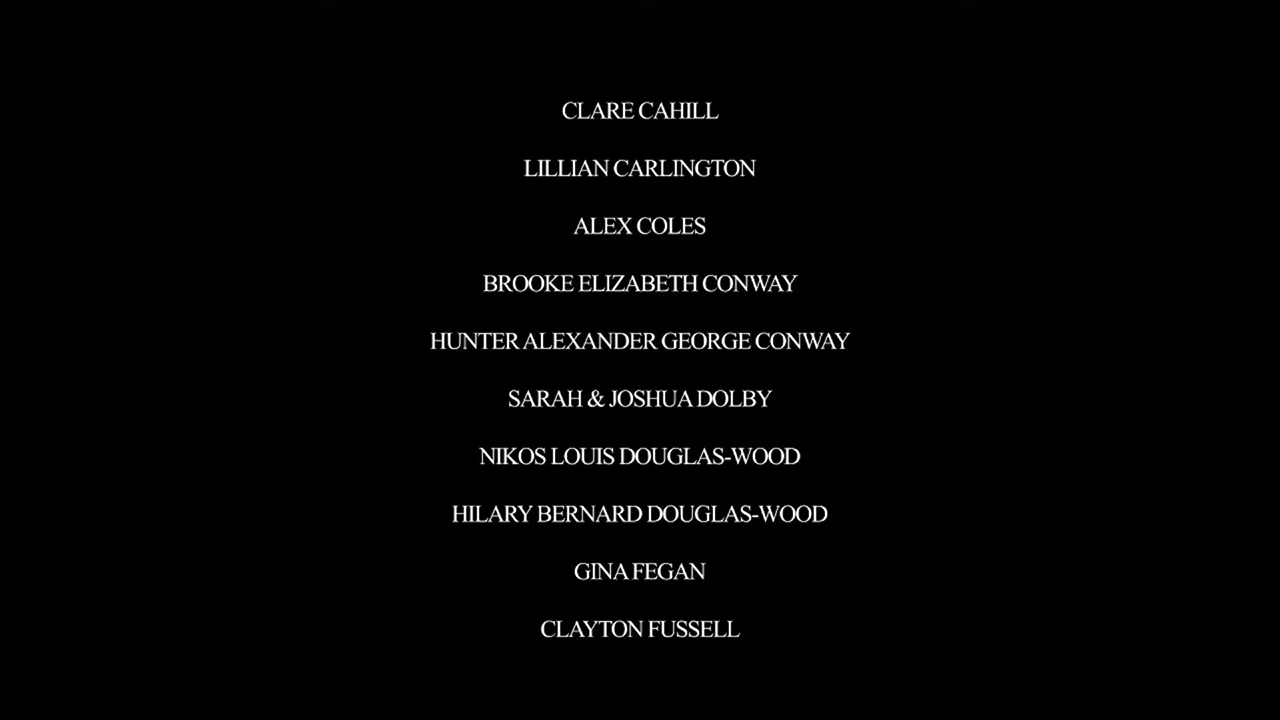 CLARE CAHILL
LILLIAN CARLINGTON
ALEX COLES
BROOKE ELIZABETH CONWAY
HUNTER ALEXANDER GEORGE CONWAY
SARAH & JOSHUA DOLBY
NIKOS LOUIS DOUGLAS-WOOD
HILARY BERNARD DOUGLAS-WOOD
GINA FEGAN
CLAYTON FUSSELL